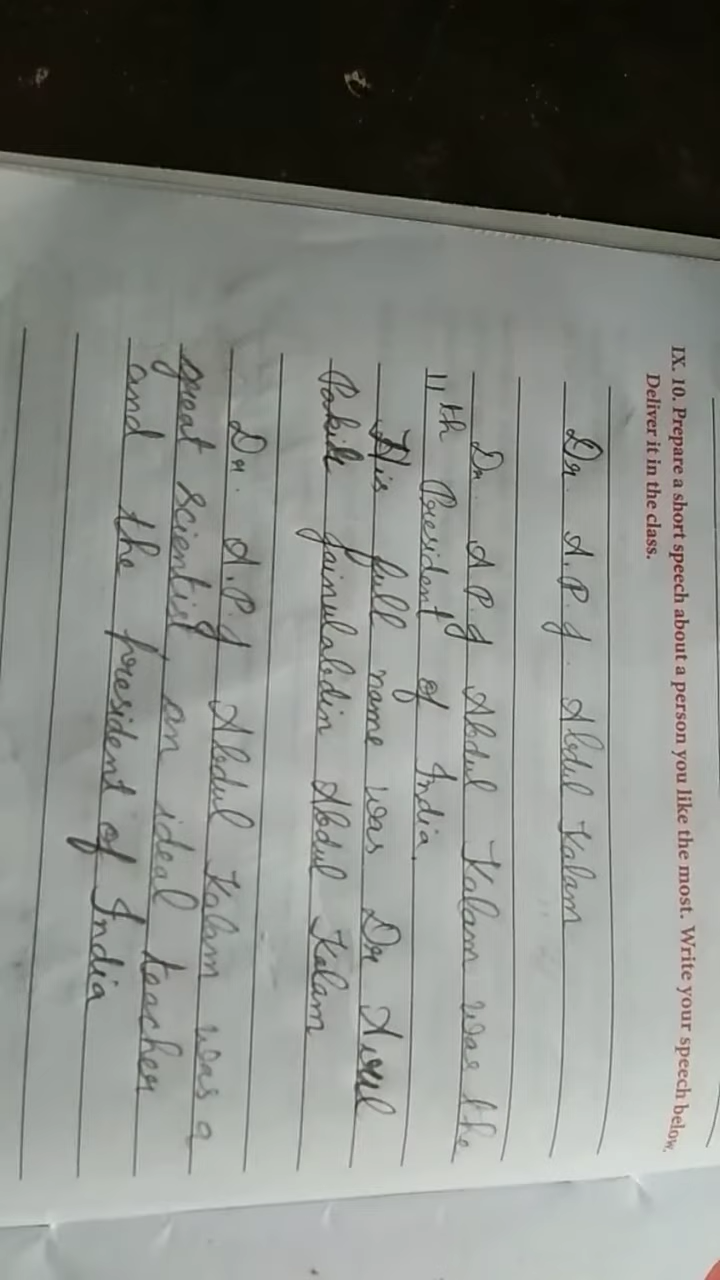 IX. 10. Prepare a short speech about a person you like the most. Write your speech below.
Deliver it in the class.
Dr. A.P.J. Abdul Kalam
Dr. A P J Abdul Kalam was the
11th President of India.
His full name was Dr Avul
Pakile Jainulabdin Abdul Kalam
Dr. A.P.J Abdul Kalam was a
great scientist, an ideal teacher
and the president of India